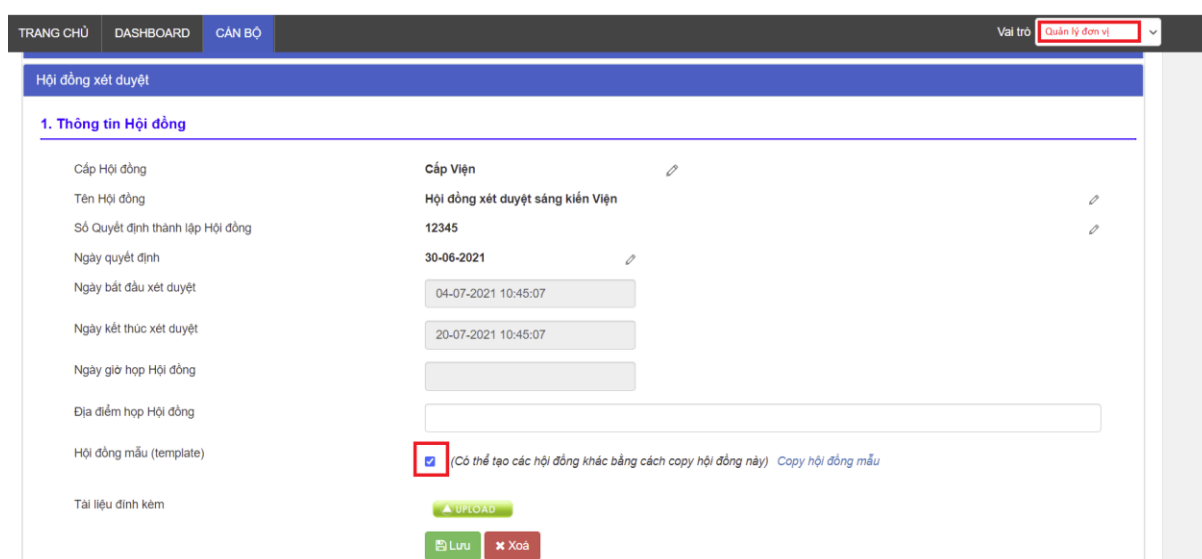 TRANG CHỦ DASHBOARD CÁN BỘ Vai trò Quản lý đơn vị
Hội đồng xét duyệt
1. Thông tin Hội đồng
Cấp Hội đồng Cấp Viện
Tên Hội đồng Hội đồng xét duyệt sáng kiến Viện
Số Quyết định thành lập Hội đồng 12345
Ngày quyết định 30-06-2021
Ngày bắt đầu xét duyệt 04-07-2021 10:45:07
Ngày kết thúc xét duyệt 20-07-2021 10:45:07
Ngày giờ họp Hội đồng
Địa điểm họp Hội đồng
Hội đồng mẫu (template) (Có thể tạo các hội đồng khác bằng cách copy hội đồng này) Copy hội đồng mẫu
Tài liệu đính kèm UPLOAD
Lưu Xoá